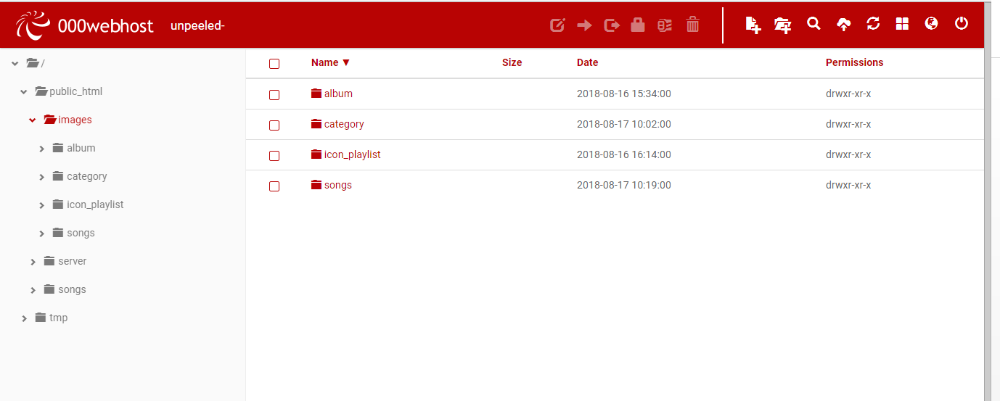 000webhost unpeeled-
/
public_html
images
album
category
icon_playlist
songs
server
songs
tmp
Name ▼ Size Date Permissions
album 2018-08-16 15:34:00 drwxr-xr-x
category 2018-08-17 10:02:00 drwxr-xr-x
icon_playlist 2018-08-16 16:14:00 drwxr-xr-x
songs 2018-08-17 10:19:00 drwxr-xr-x